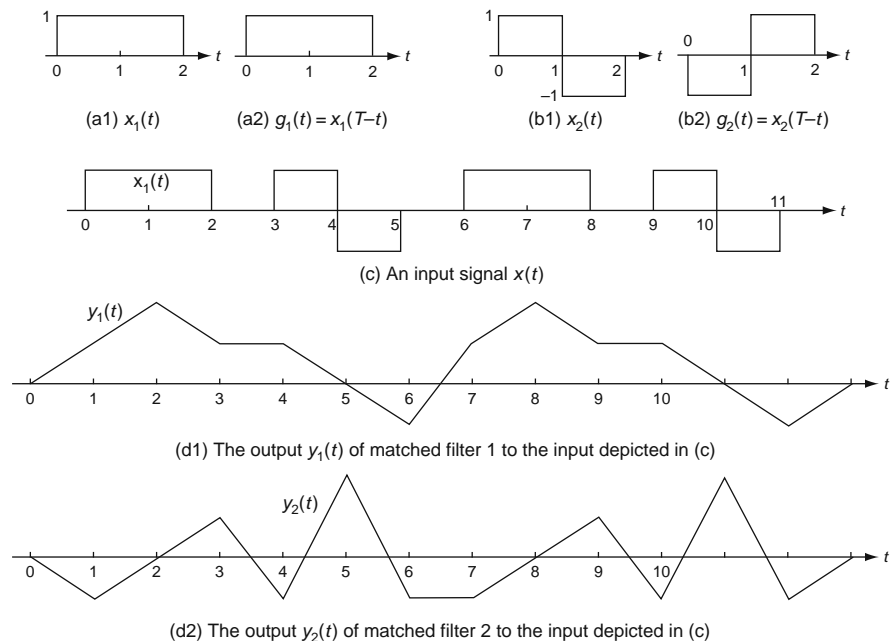 1
1
0 1 2 t
0 1 2 t
0 1 2 t
0 1 2 t
–1
(a1) x₁(t)
(a2) g₁(t) = x₁(T–t)
(b1) x₂(t)
(b2) g₂(t) = x₂(T–t)
x₁(t)
0 1 2 3 4 5 6 7 8 9 10 11 t
(c) An input signal x(t)
y₁(t)
0 1 2 3 4 5 6 7 8 9 10 t
(d1) The output y₁(t) of matched filter 1 to the input depicted in (c)
y₂(t)
0 1 2 3 4 5 6 7 8 9 10 t
(d2) The output y₂(t) of matched filter 2 to the input depicted in (c)